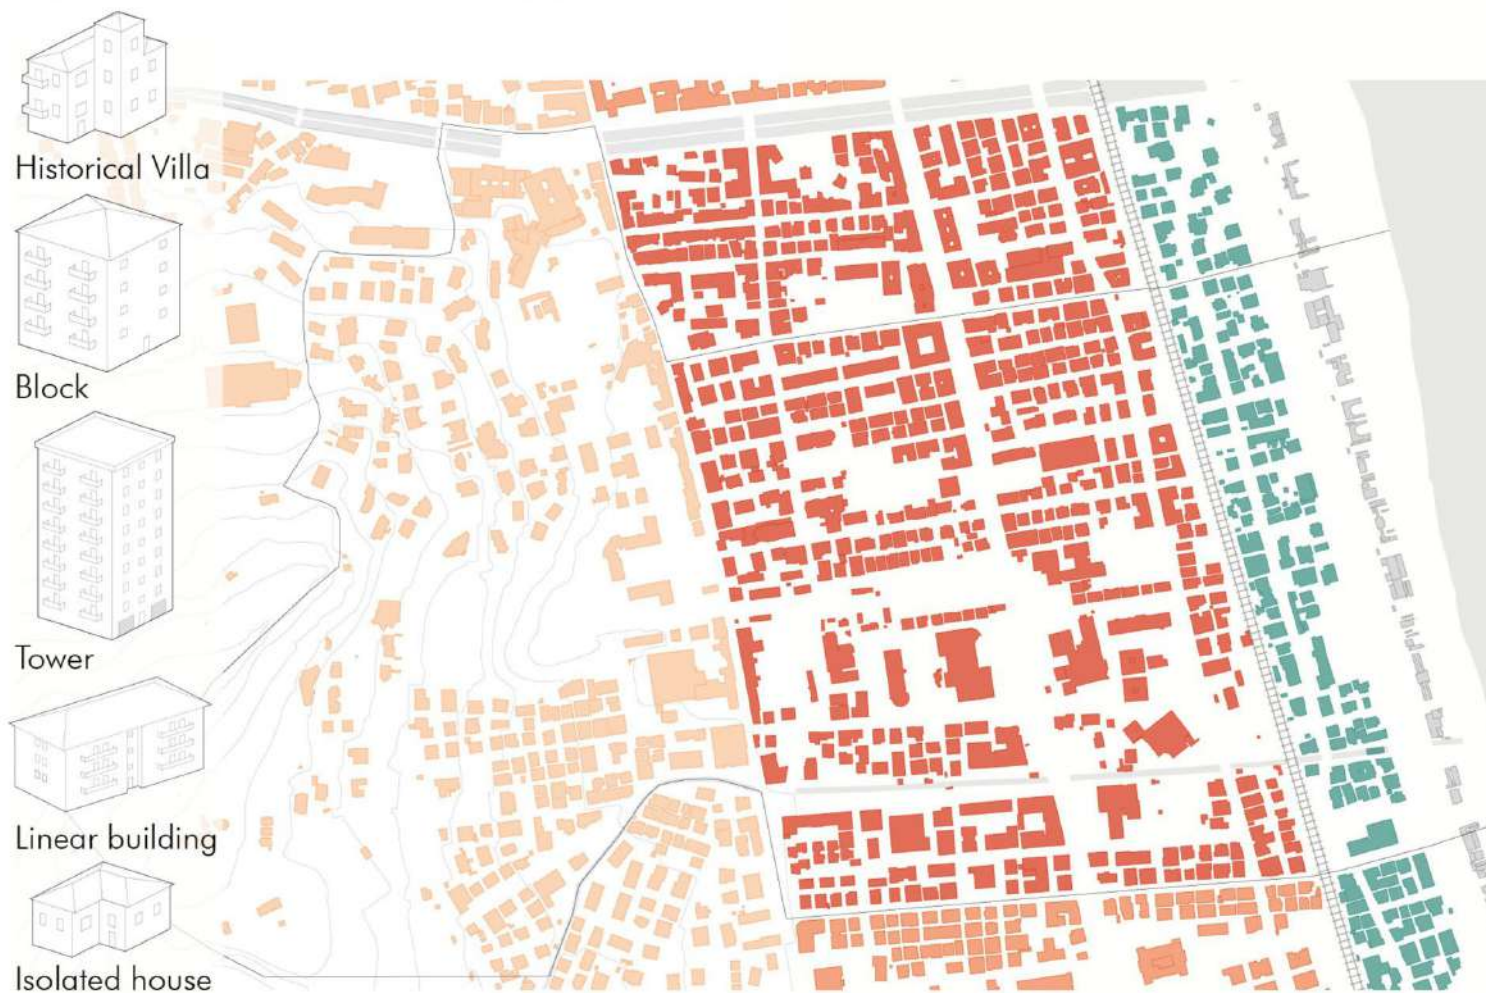 Historical Villa
Block
Tower
Linear building
Isolated house